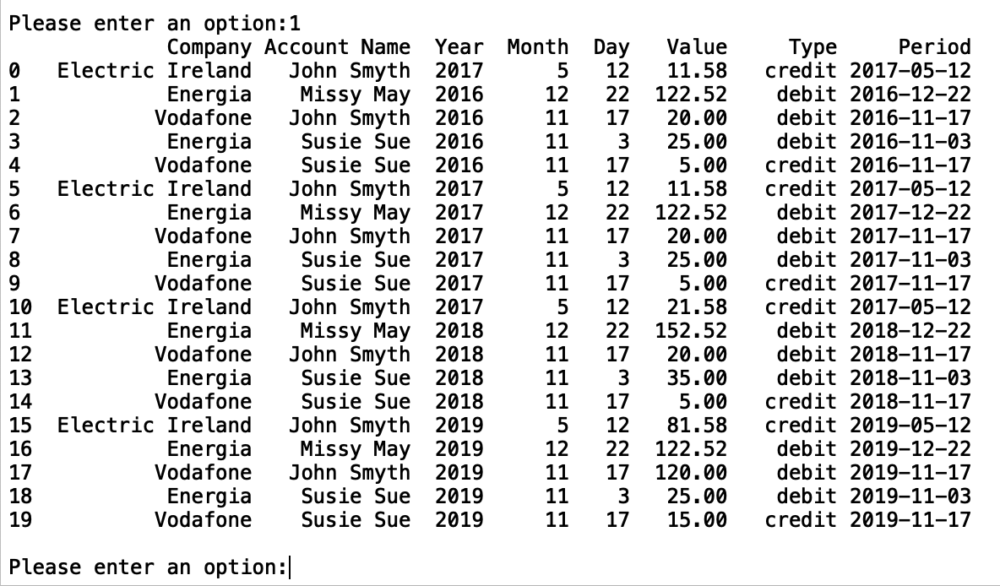 Please enter an option:1
Company Account Name Year Month Day Value Type Period
0 Electric Ireland John Smyth 2017 5 12 11.58 credit 2017-05-12
1 Energia Missy May 2016 12 22 122.52 debit 2016-12-22
2 Vodafone John Smyth 2016 11 17 20.00 debit 2016-11-17
3 Energia Susie Sue 2016 11 3 25.00 debit 2016-11-03
4 Vodafone Susie Sue 2016 11 17 5.00 credit 2016-11-17
5 Electric Ireland John Smyth 2017 5 12 11.58 credit 2017-05-12
6 Energia Missy May 2017 12 22 122.52 debit 2017-12-22
7 Vodafone John Smyth 2017 11 17 20.00 debit 2017-11-17
8 Energia Susie Sue 2017 11 3 25.00 debit 2017-11-03
9 Vodafone Susie Sue 2017 11 17 5.00 credit 2017-11-17
10 Electric Ireland John Smyth 2017 5 12 21.58 credit 2017-05-12
11 Energia Missy May 2018 12 22 152.52 debit 2018-12-22
12 Vodafone John Smyth 2018 11 17 20.00 debit 2018-11-17
13 Energia Susie Sue 2018 11 3 35.00 debit 2018-11-03
14 Vodafone Susie Sue 2018 11 17 5.00 credit 2018-11-17
15 Electric Ireland John Smyth 2019 5 12 81.58 credit 2019-05-12
16 Energia Missy May 2019 12 22 122.52 debit 2019-12-22
17 Vodafone John Smyth 2019 11 17 120.00 debit 2019-11-17
18 Energia Susie Sue 2019 11 3 25.00 debit 2019-11-03
19 Vodafone Susie Sue 2019 11 17 15.00 credit 2019-11-17
Please enter an option: